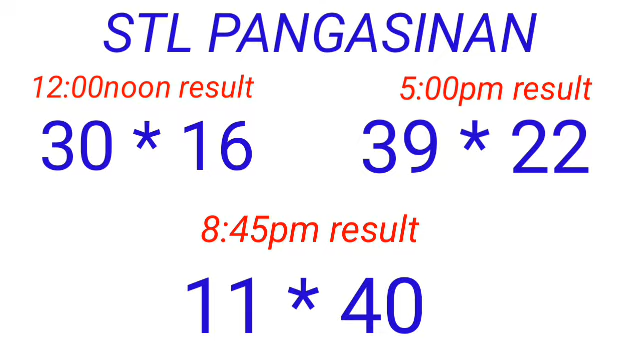 STL PANGASINAN
12:00noon result
5:00pm result
30 * 16
39 * 22
8:45pm result
11 * 40